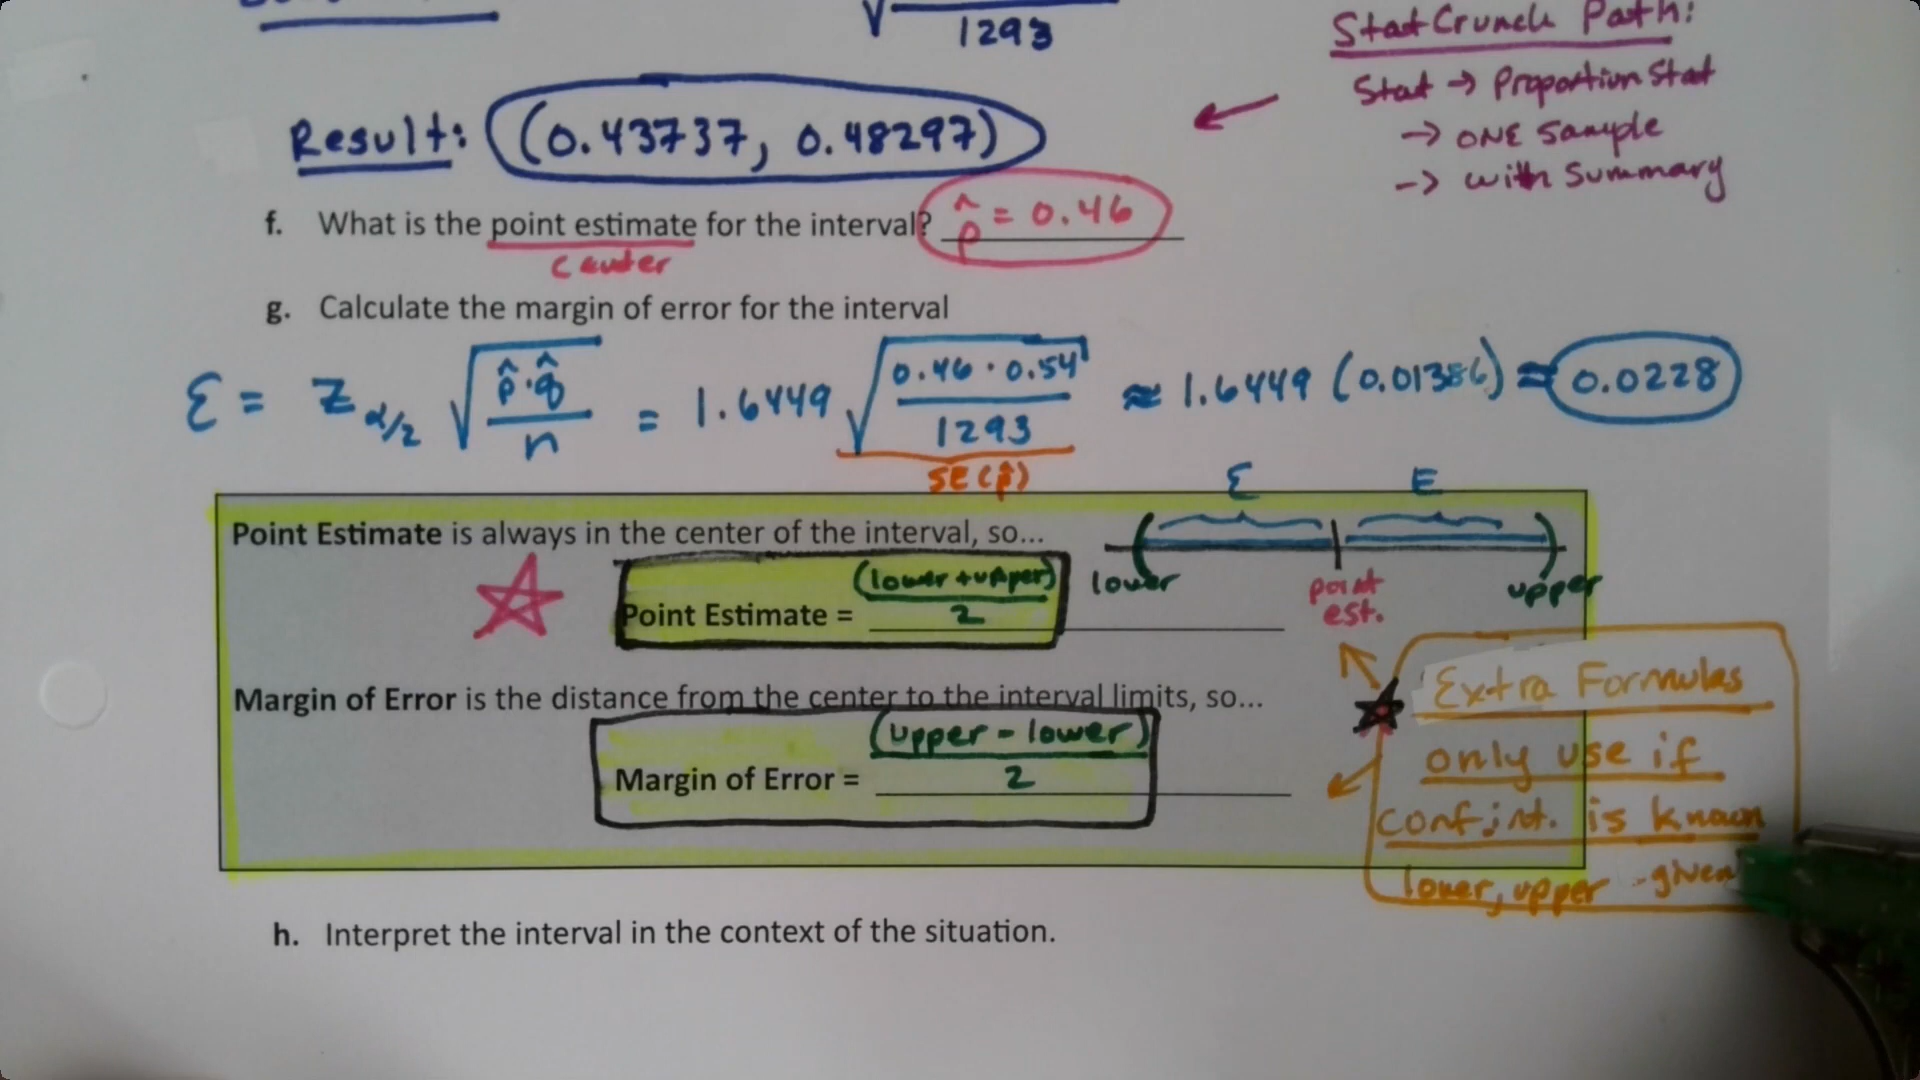 √ 1293
StatCrunch Path:
Stat → Proportion Stat
→ ONE Sample
→ with Summary
Result: (0.43737, 0.48297)
f. What is the point estimate for the interval? p̂ = 0.46
center
g. Calculate the margin of error for the interval
Ɛ = Z α/2 √ p̂·q̂ / n = 1.6449 √ 0.46 · 0.54 / 1293 ≈ 1.6449 (0.01386) ≈ 0.0228
SE(p̂)
Ɛ E
Point Estimate is always in the center of the interval, so...
lower point est. upper
Point Estimate = (lower + upper) / 2
Margin of Error is the distance from the center to the interval limits, so...
Margin of Error = (upper - lower) / 2
Extra Formulas
only use if
conf. int. is known
lower, upper - given
h. Interpret the interval in the context of the situation.